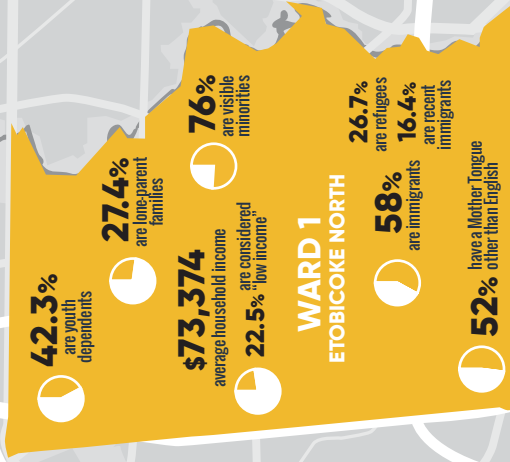 42.3%
are youth
dependents
27.4%
are lone-parent
families
76%
are visible
minorities
$73,374
average household income
22.5% are considered
"low income"
WARD 1
ETOBICOKE NORTH
58%
are immigrants
26.7%
are refugees
16.4%
are recent
immigrants
52% have a Mother Tongue
other than English